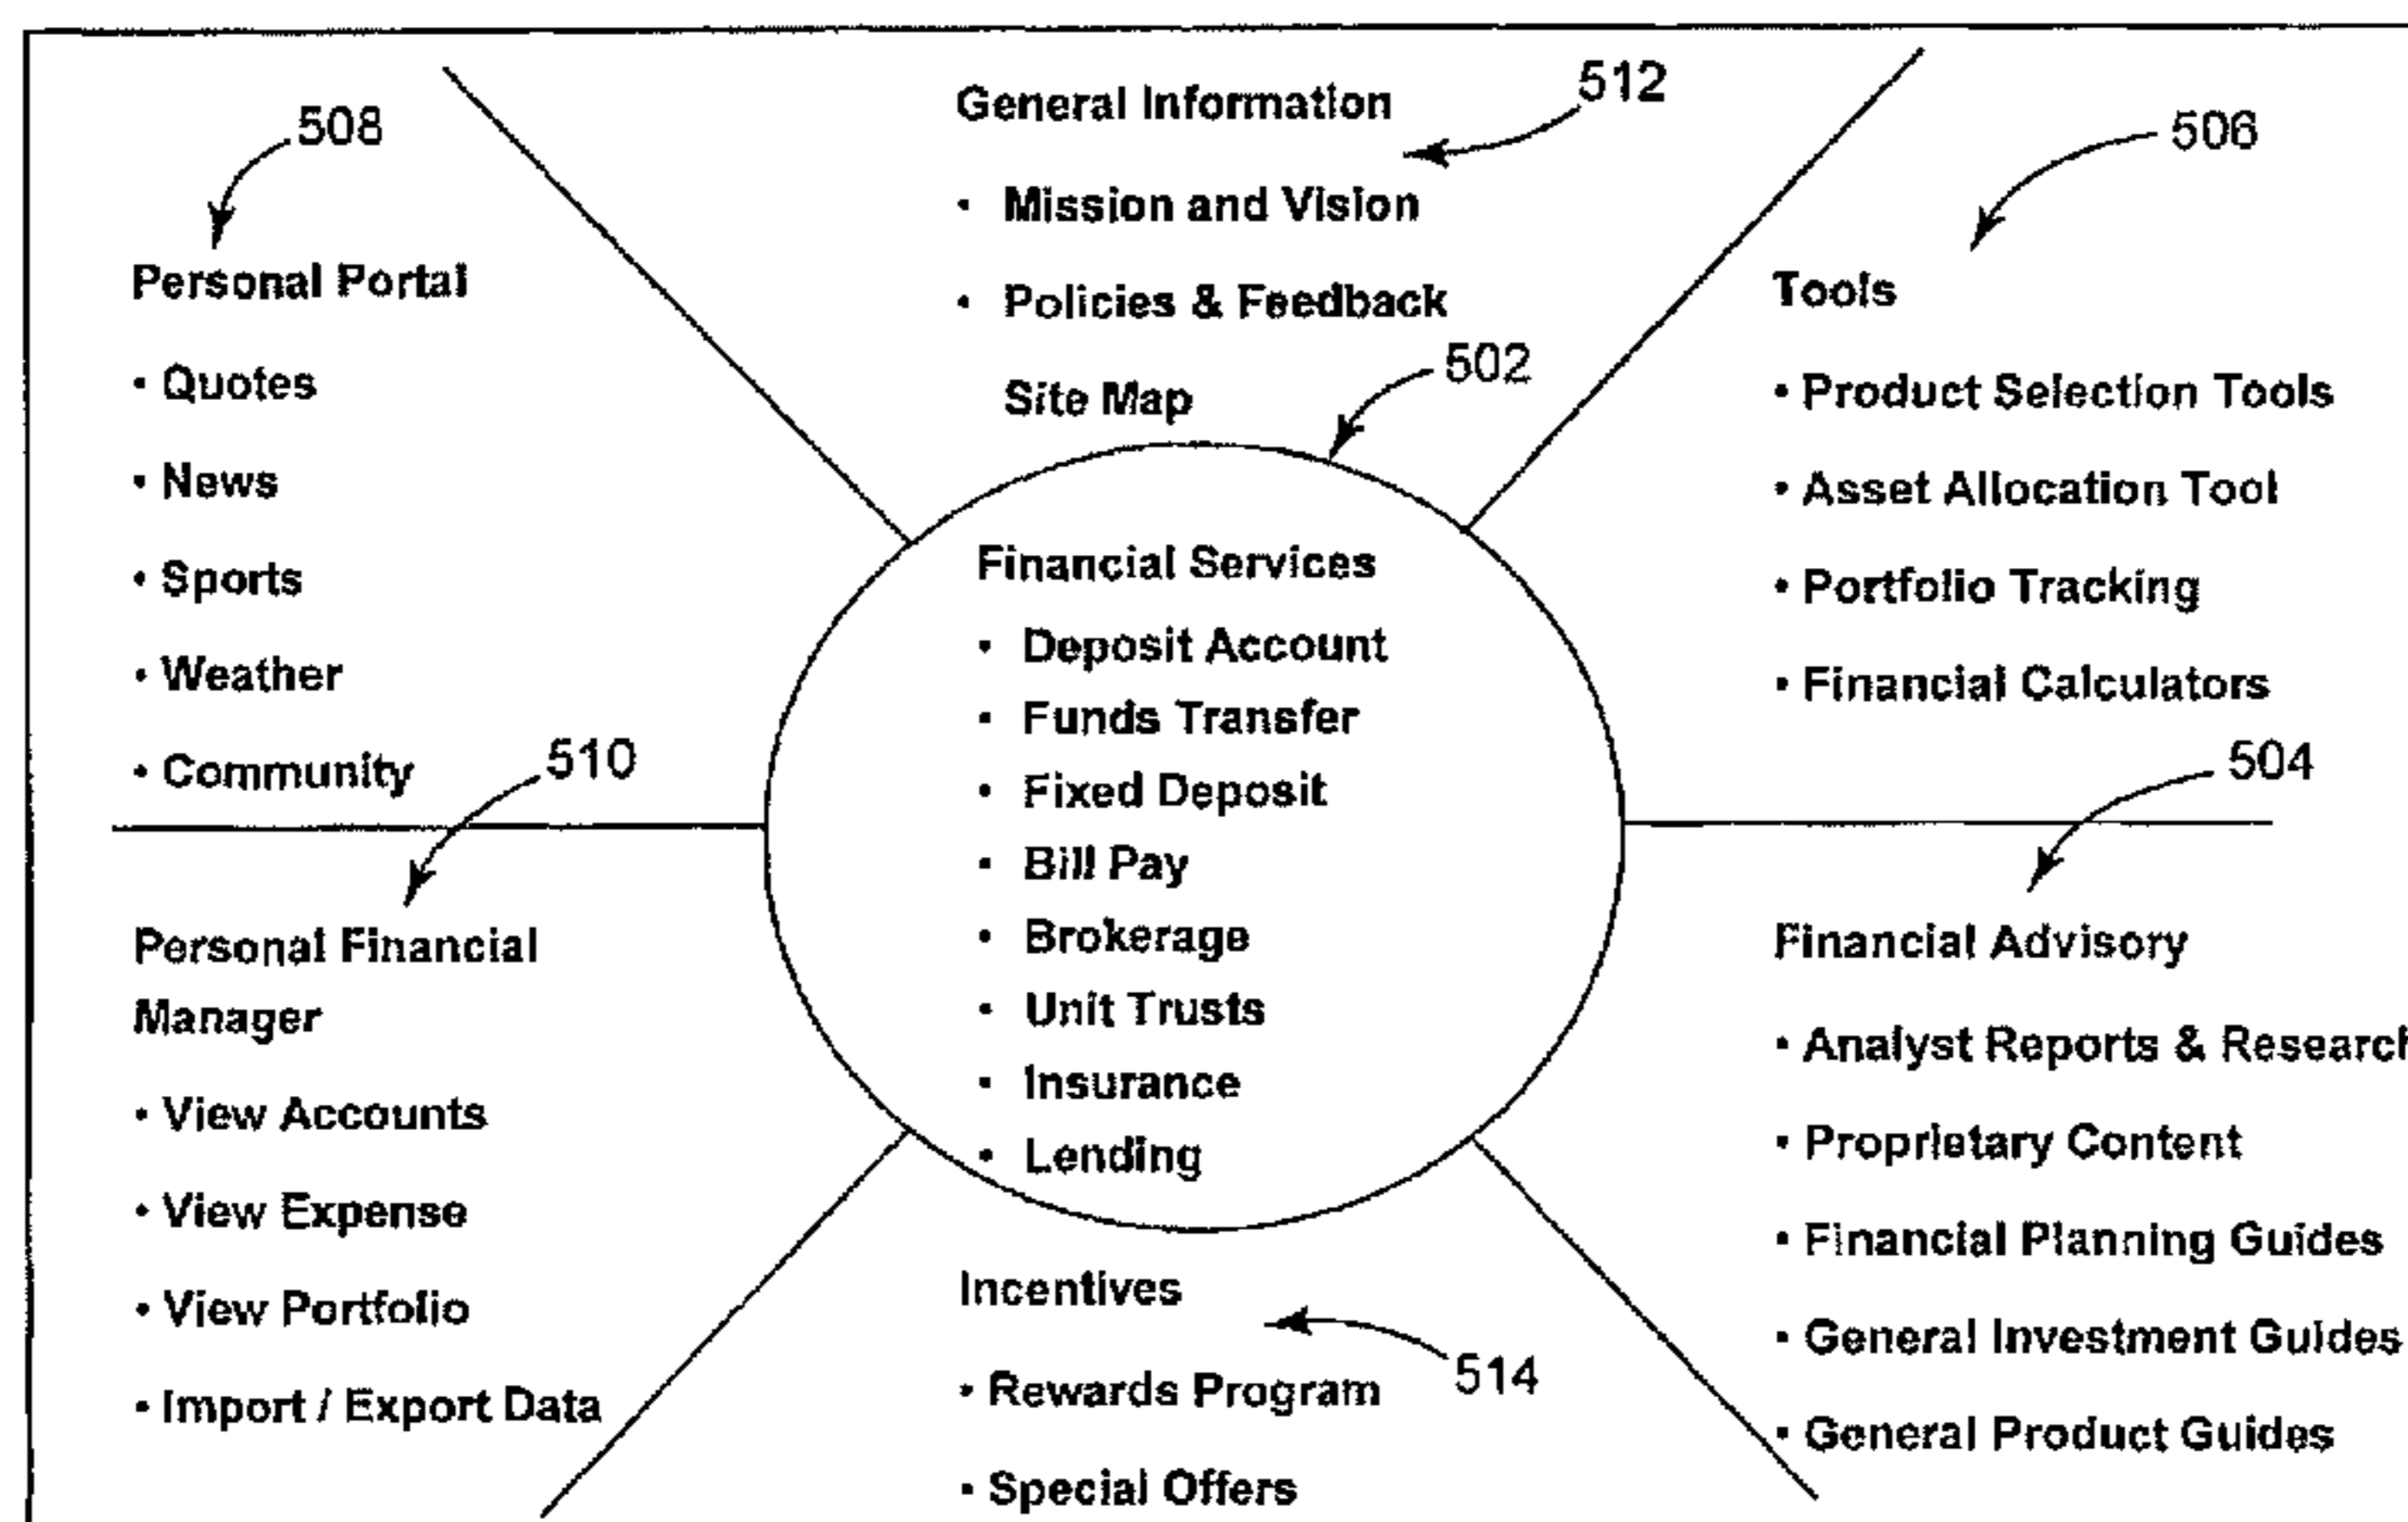 508
Personal Portal
• Quotes
• News
• Sports
• Weather
• Community
512
General Information
• Mission and Vision
• Policies & Feedback
Site Map
506
Tools
• Product Selection Tools
• Asset Allocation Tool
• Portfolio Tracking
• Financial Calculators
502
Financial Services
• Deposit Account
• Funds Transfer
• Fixed Deposit
• Bill Pay
• Brokerage
• Unit Trusts
• Insurance
• Lending
510
Personal Financial
Manager
• View Accounts
• View Expense
• View Portfolio
• Import / Export Data
514
Incentives
• Rewards Program
• Special Offers
504
Financial Advisory
• Analyst Reports & Research
• Proprietary Content
• Financial Planning Guides
• General Investment Guides
• General Product Guides